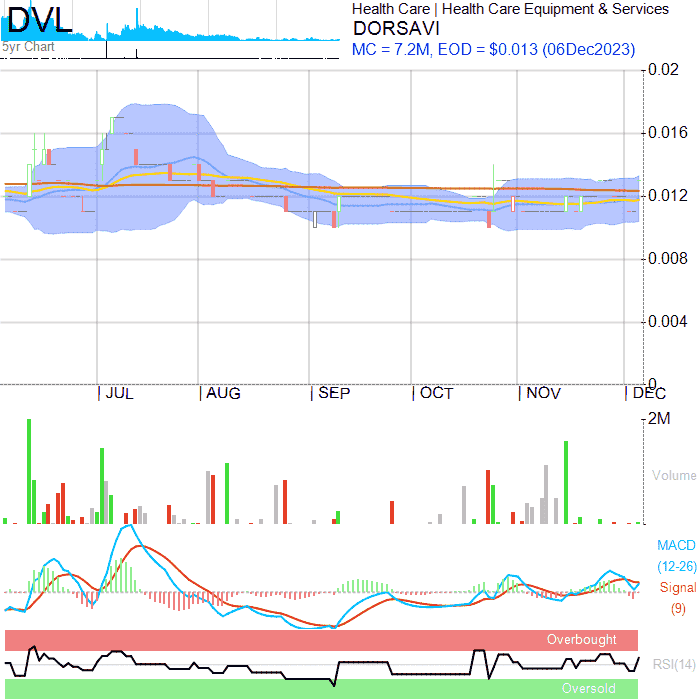 DVL
5yr Chart
Health Care | Health Care Equipment & Services
DORSAVI
MC = 7.2M, EOD = $0.013 (06Dec2023)
0.02
0.016
0.012
0.008
0.004
0
JUL AUG SEP OCT NOV DEC
2M
Volume
MACD
(12-26)
Signal
(9)
Overbought
RSI(14)
Oversold